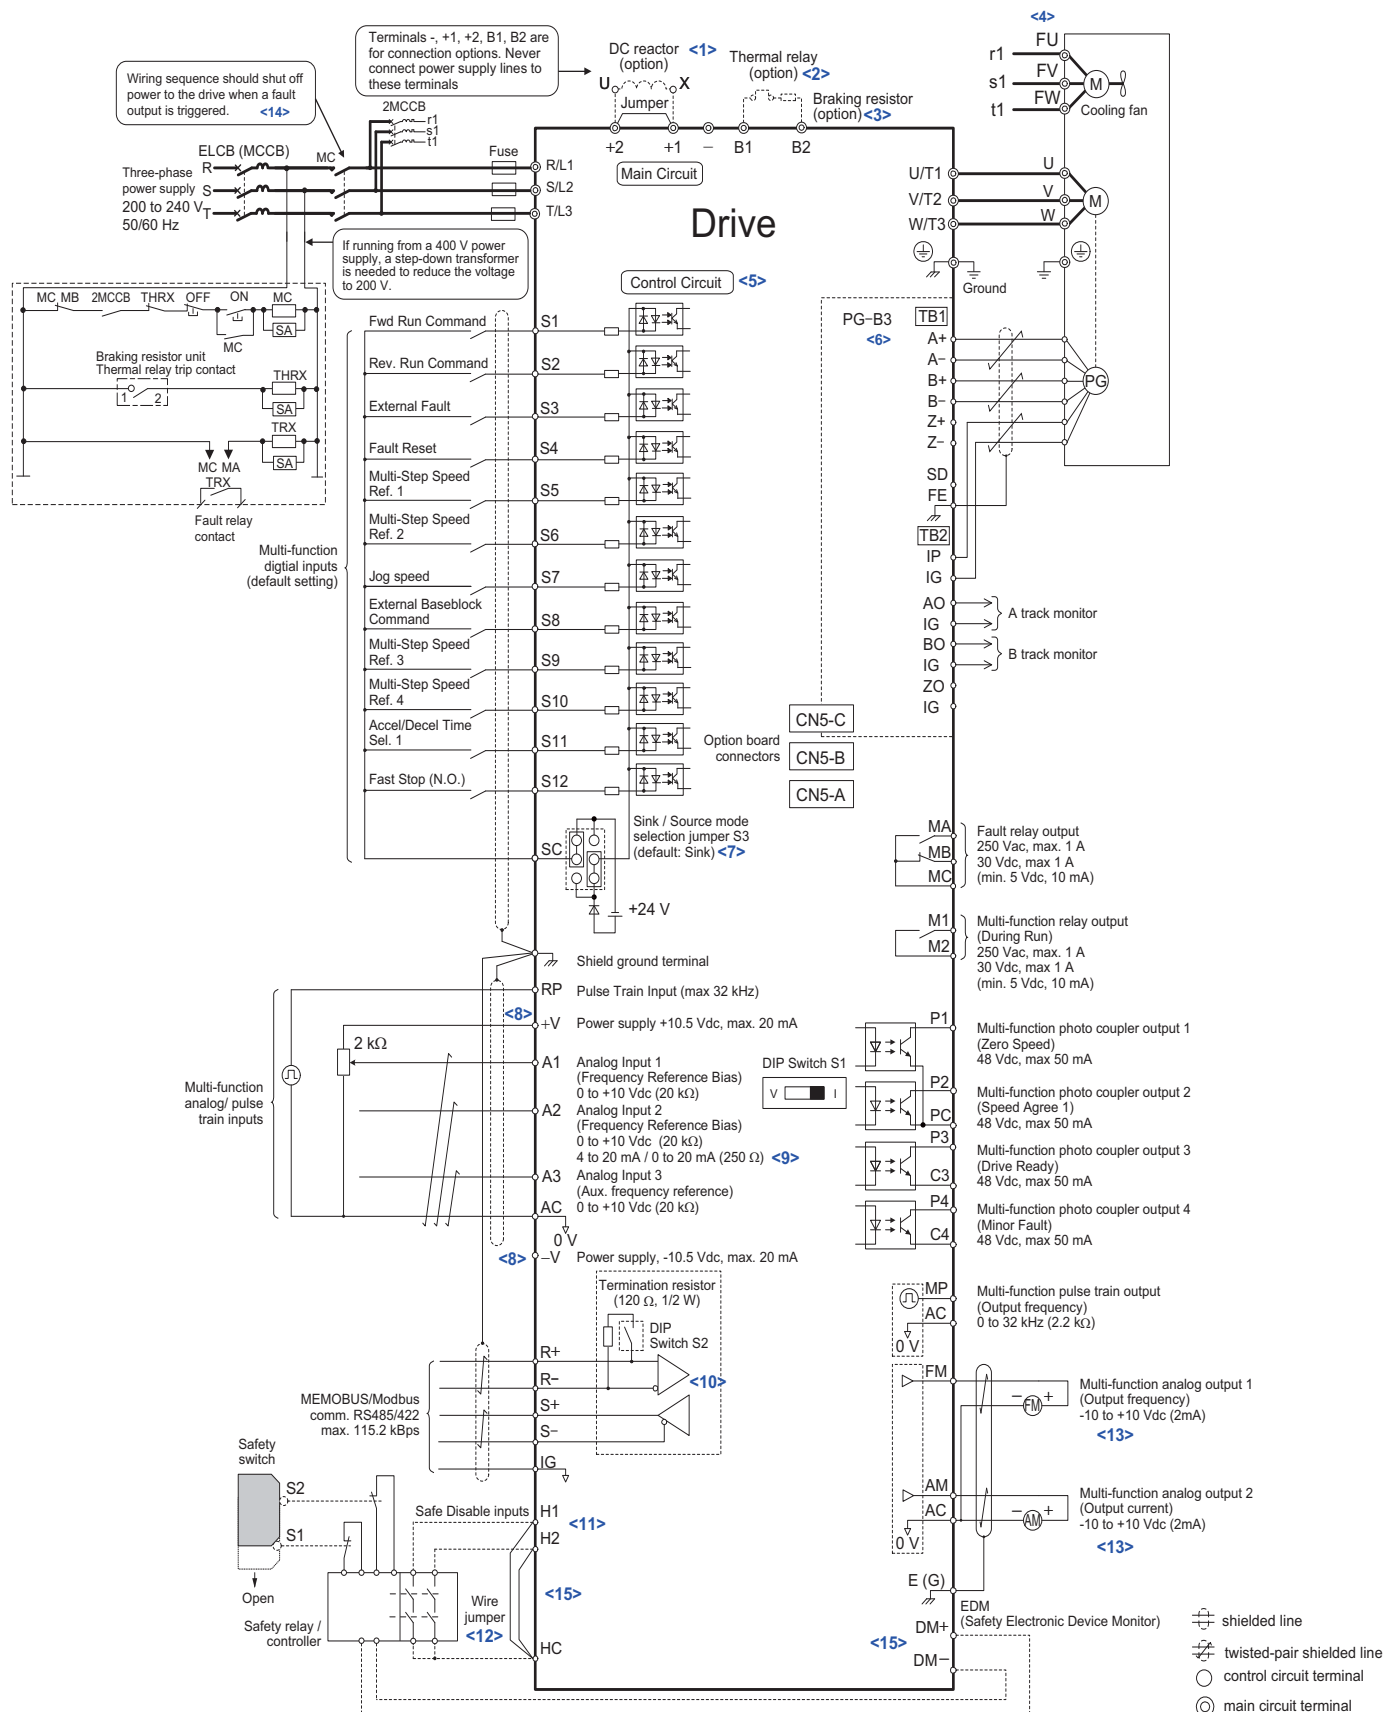 Terminals -, +1, +2, B1, B2 are
for connection options. Never
connect power supply lines to
these terminals
DC reactor
(option)
<1>
U
X
Jumper
Thermal relay
(option) <2>
Braking resistor
(option) <3>
<4>
FU
r1
FV
s1
FW
t1
M
Cooling fan
Wiring sequence should shut off
power to the drive when a fault
output is triggered. <14>
2MCCB
r1
s1
t1
+2
+1
−
B1
B2
Main Circuit
ELCB (MCCB)
MC
Fuse
Three-phase
power supply
200 to 240 V
50/60 Hz
R
S
T
R/L1
S/L2
T/L3
Drive
U/T1
V/T2
W/T3
U
V
W
M
Ground
If running from a 400 V power
supply, a step-down transformer
is needed to reduce the voltage
to 200 V.
MC MB
2MCCB
THRX
OFF
ON
MC
SA
MC
Braking resistor unit
Thermal relay trip contact
1
2
THRX
SA
TRX
SA
MC MA
TRX
Fault relay
contact
Control Circuit
<5>
Multi-function
digtial inputs
(default setting)
Fwd Run Command
S1
Rev. Run Command
S2
External Fault
S3
Fault Reset
S4
Multi-Step Speed
Ref. 1
S5
Multi-Step Speed
Ref. 2
S6
Jog speed
S7
External Baseblock
Command
S8
Multi-Step Speed
Ref. 3
S9
Multi-Step Speed
Ref. 4
S10
Accel/Decel Time
Sel. 1
S11
Fast Stop (N.O.)
S12
SC
Sink / Source mode
selection jumper S3
(default: Sink) <7>
+24 V
PG−B3
<6>
TB1
A+
A−
B+
B−
Z+
Z−
SD
FE
PG
TB2
IP
IG
AO
IG
A track monitor
BO
IG
B track monitor
ZO
IG
Option board
connectors
CN5-C
CN5-B
CN5-A
MA
MB
MC
Fault relay output
250 Vac, max. 1 A
30 Vdc, max 1 A
(min. 5 Vdc, 10 mA)
M1
M2
Multi-function relay output
(During Run)
250 Vac, max. 1 A
30 Vdc, max 1 A
(min. 5 Vdc, 10 mA)
Shield ground terminal
Multi-function
analog/ pulse
train inputs
RP
Pulse Train Input (max 32 kHz)
<8>
+V
Power supply +10.5 Vdc, max. 20 mA
2 kΩ
A1
Analog Input 1
(Frequency Reference Bias)
0 to +10 Vdc (20 kΩ)
A2
Analog Input 2
(Frequency Reference Bias)
0 to +10 Vdc (20 kΩ)
4 to 20 mA / 0 to 20 mA (250 Ω) <9>
A3
Analog Input 3
(Aux. frequency reference)
0 to +10 Vdc (20 kΩ)
AC
0 V
<8>
−V
Power supply, -10.5 Vdc, max. 20 mA
DIP Switch S1
V
I
P1
Multi-function photo coupler output 1
(Zero Speed)
48 Vdc, max 50 mA
P2
PC
Multi-function photo coupler output 2
(Speed Agree 1)
48 Vdc, max 50 mA
P3
C3
Multi-function photo coupler output 3
(Drive Ready)
48 Vdc, max 50 mA
P4
C4
Multi-function photo coupler output 4
(Minor Fault)
48 Vdc, max 50 mA
MP
AC
0 V
Multi-function pulse train output
(Output frequency)
0 to 32 kHz (2.2 kΩ)
Termination resistor
(120 Ω, 1/2 W)
DIP
Switch S2
<10>
MEMOBUS/Modbus
comm. RS485/422
max. 115.2 kBps
R+
R−
S+
S−
IG
FM
− FM +
Multi-function analog output 1
(Output frequency)
-10 to +10 Vdc (2mA)
<13>
AM
AC
0 V
− AM +
Multi-function analog output 2
(Output current)
-10 to +10 Vdc (2mA)
<13>
E (G)
Safety
switch
S2
S1
Open
Safety relay /
controller
Safe Disable inputs
H1
<11>
H2
<15>
Wire
jumper
<12>
HC
EDM
(Safety Electronic Device Monitor)
DM+
<15>
DM−
shielded line
twisted-pair shielded line
control circuit terminal
main circuit terminal